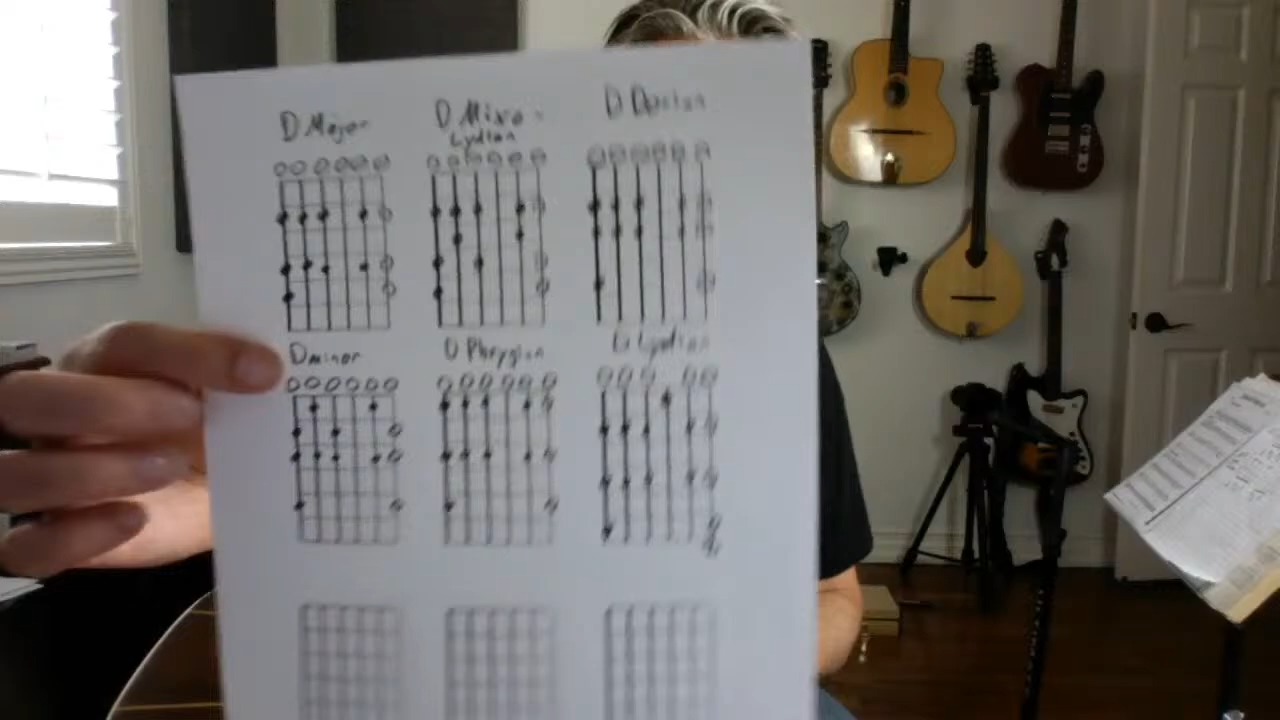 D Major
D Mixo-
Lydian
D Dorian
D minor
D Phrygian
D Lydian